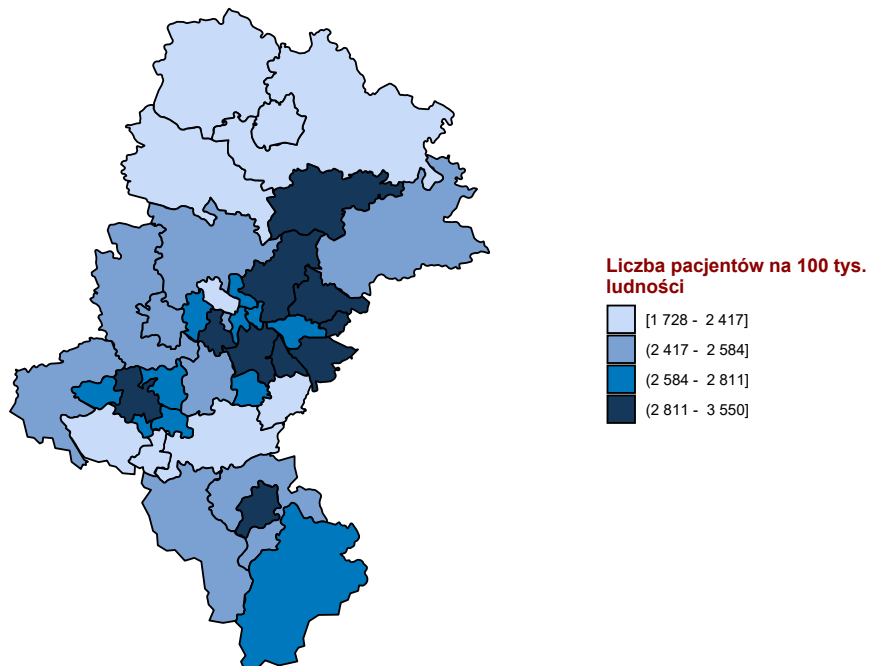 Liczba pacjentów na 100 tys.
ludności
[1 728 - 2 417]
(2 417 - 2 584]
(2 584 - 2 811]
(2 811 - 3 550]